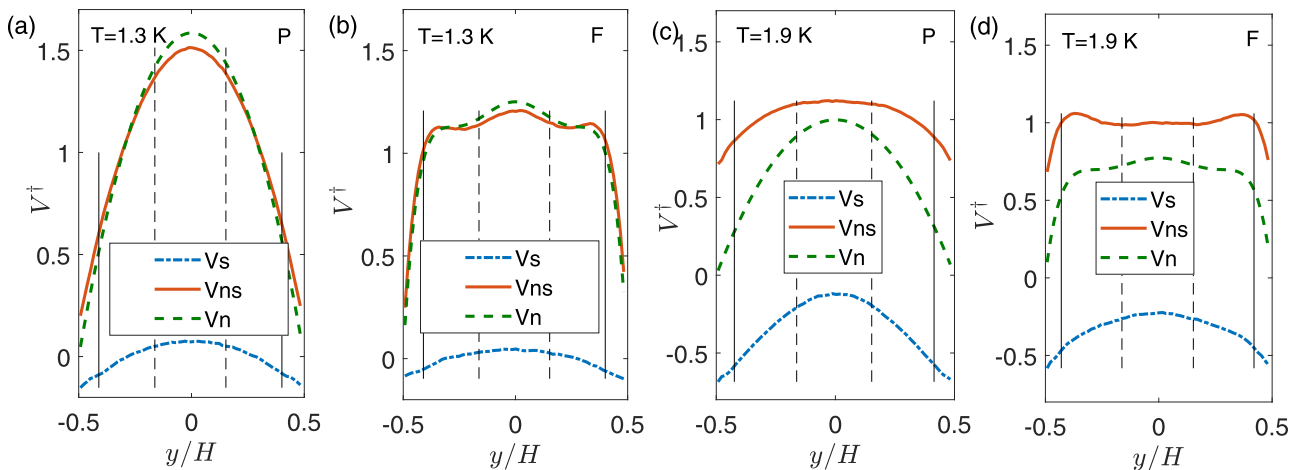 (a)
T=1.3 K
P
V†
1.5
1
0.5
0
Vs
Vns
Vn
-0.5
0
0.5
y/H
(b)
T=1.3 K
F
V†
1.5
1
0.5
0
Vs
Vns
Vn
-0.5
0
0.5
y/H
(c)
T=1.9 K
P
V†
1.5
1
0.5
0
-0.5
Vs
Vns
Vn
-0.5
0
0.5
y/H
(d)
T=1.9 K
F
V†
1.5
1
0.5
0
-0.5
Vs
Vns
Vn
-0.5
0
0.5
y/H